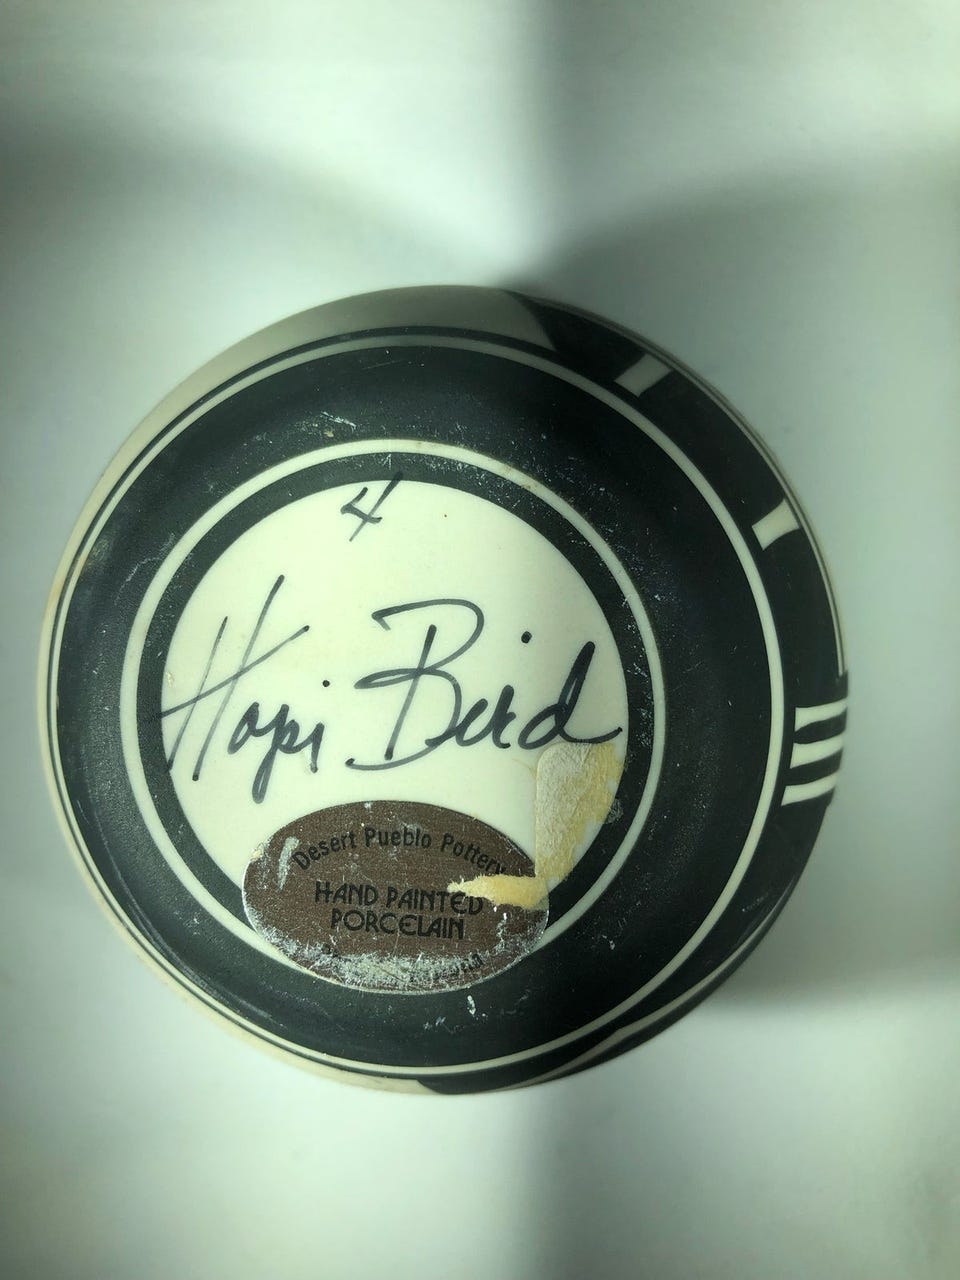 4
Hopi Bird
Desert Pueblo Pottery
HAND PAINTED
PORCELAIN